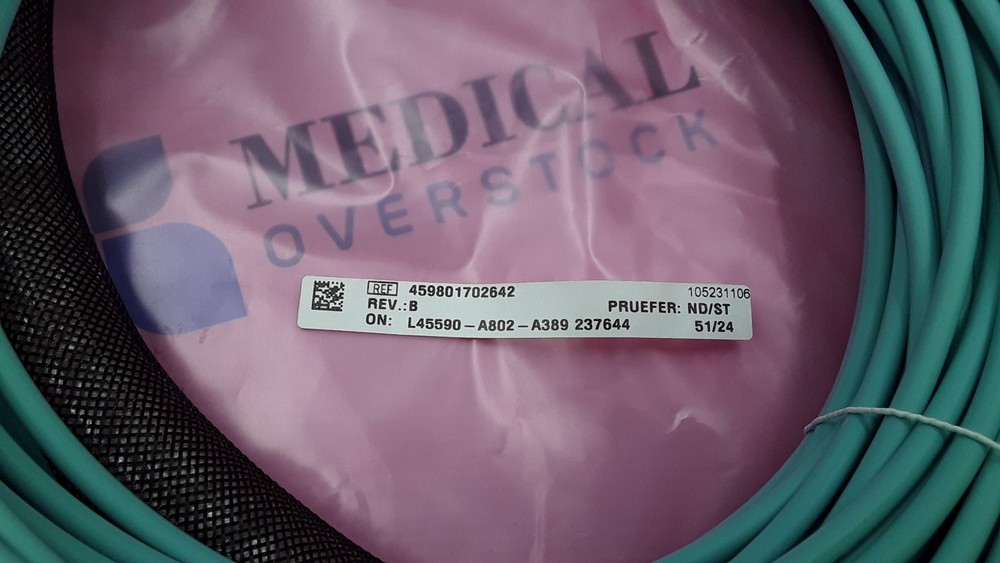 MEDICAL
OVERSTOCK
REF 459801702642 105231106
REV.:B PRUEFER: ND/ST
ON: L45590-A802-A389 237644 51/24